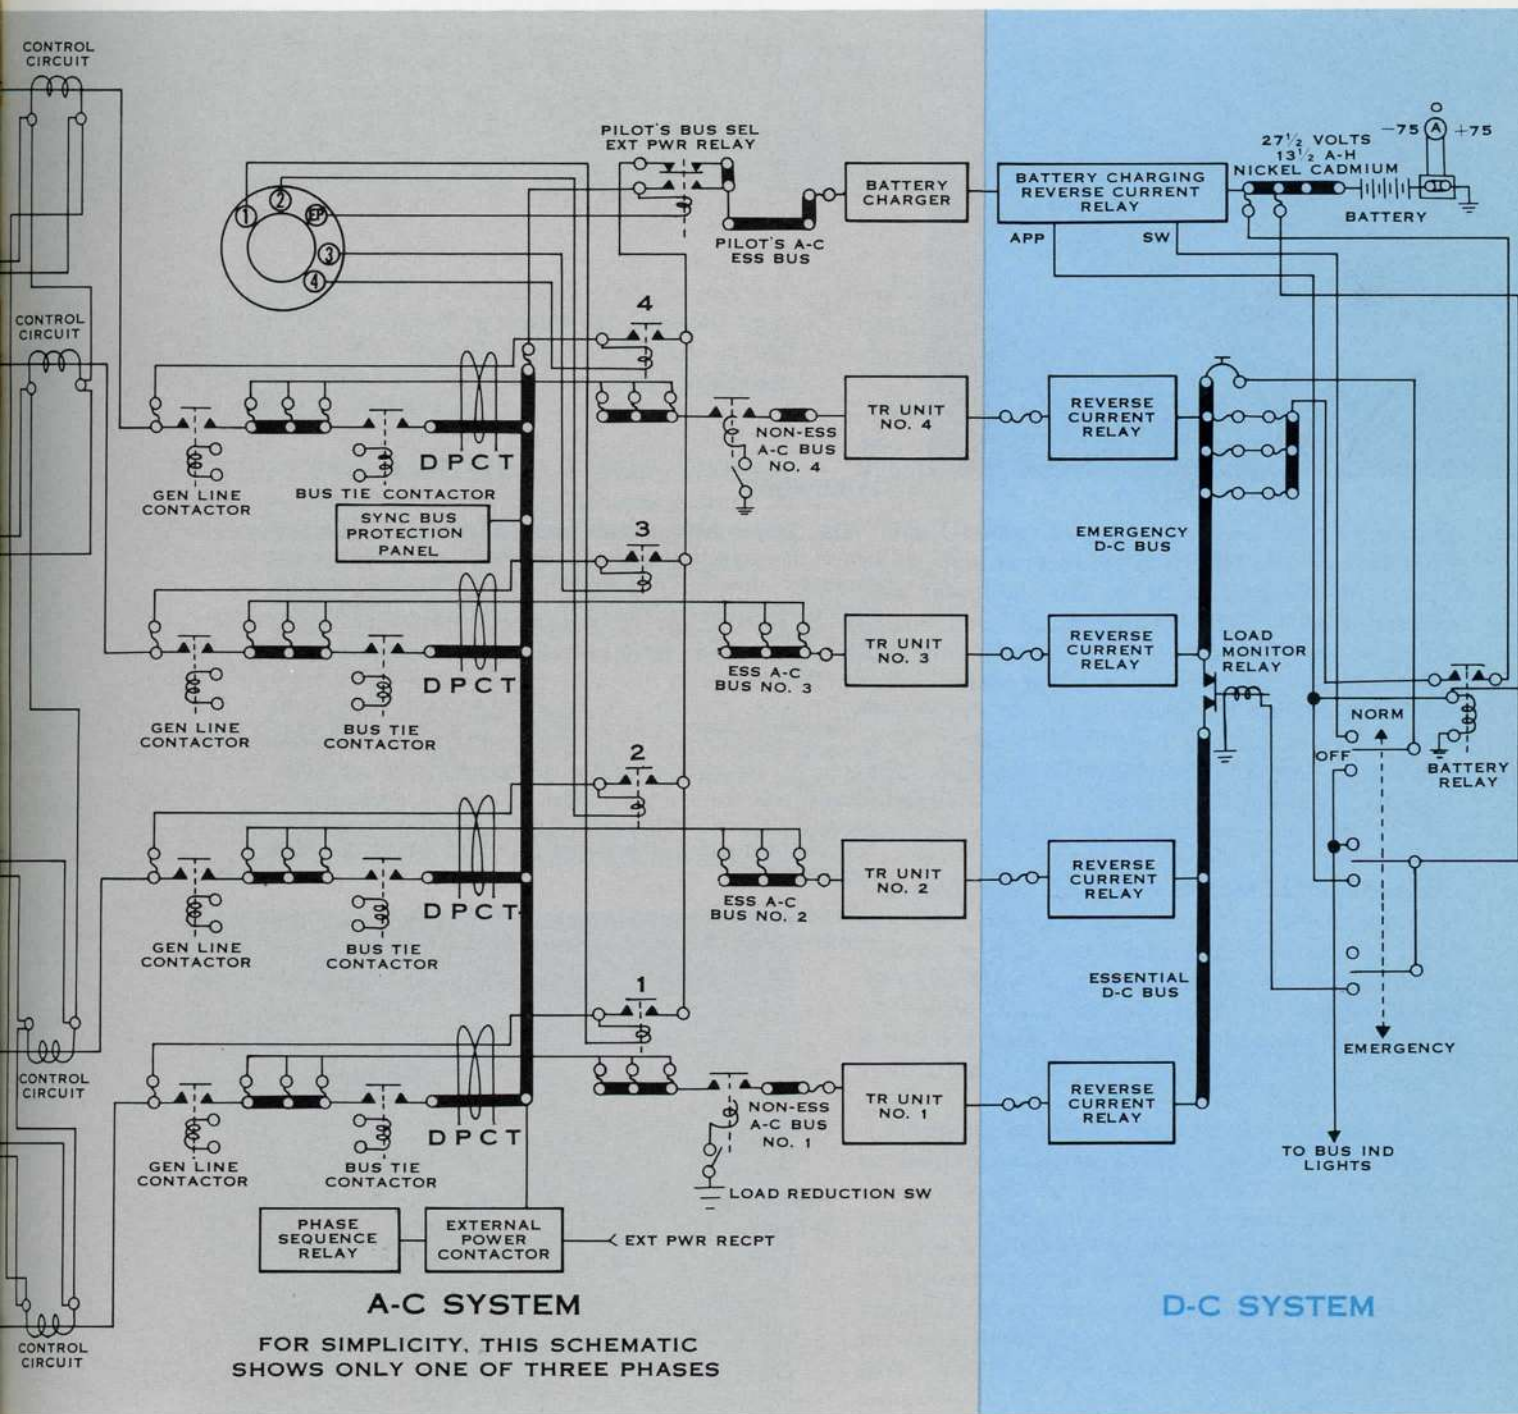 CONTROL
CIRCUIT
PILOT'S BUS SEL
EXT PWR RELAY
1
2
EP
3
4
BATTERY
CHARGER
PILOT'S A-C
ESS BUS
BATTERY CHARGING
REVERSE CURRENT
RELAY
APP
SW
27½ VOLTS
13½ A-H
NICKEL CADMIUM
BATTERY
-75
A
+75
CONTROL
CIRCUIT
4
DPCT
GEN LINE
CONTACTOR
BUS TIE CONTACTOR
NON-ESS
A-C BUS
NO. 4
TR UNIT
NO. 4
REVERSE
CURRENT
RELAY
SYNC BUS
PROTECTION
PANEL
EMERGENCY
D-C BUS
3
DPCT
GEN LINE
CONTACTOR
BUS TIE
CONTACTOR
ESS A-C
BUS NO. 3
TR UNIT
NO. 3
REVERSE
CURRENT
RELAY
LOAD
MONITOR
RELAY
NORM
OFF
BATTERY
RELAY
2
DPCT
GEN LINE
CONTACTOR
BUS TIE
CONTACTOR
ESS A-C
BUS NO. 2
TR UNIT
NO. 2
REVERSE
CURRENT
RELAY
ESSENTIAL
D-C BUS
EMERGENCY
1
CONTROL
CIRCUIT
DPCT
GEN LINE
CONTACTOR
BUS TIE
CONTACTOR
NON-ESS
A-C BUS
NO. 1
TR UNIT
NO. 1
REVERSE
CURRENT
RELAY
TO BUS IND
LIGHTS
LOAD REDUCTION SW
PHASE
SEQUENCE
RELAY
EXTERNAL
POWER
CONTACTOR
EXT PWR RECPT
CONTROL
CIRCUIT
A-C SYSTEM
D-C SYSTEM
FOR SIMPLICITY, THIS SCHEMATIC
SHOWS ONLY ONE OF THREE PHASES